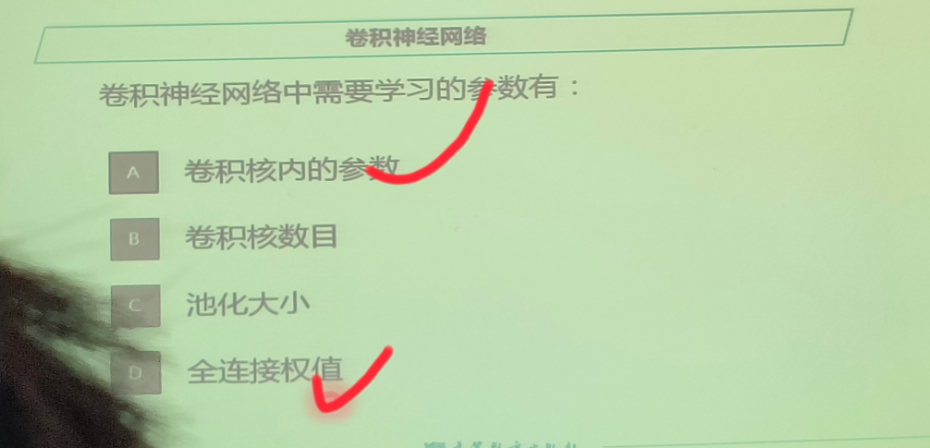 卷积神经网络
卷积神经网络中需要学习的参数有：
A 卷积核内的参数
B 卷积核数目
C 池化大小
D 全连接权值